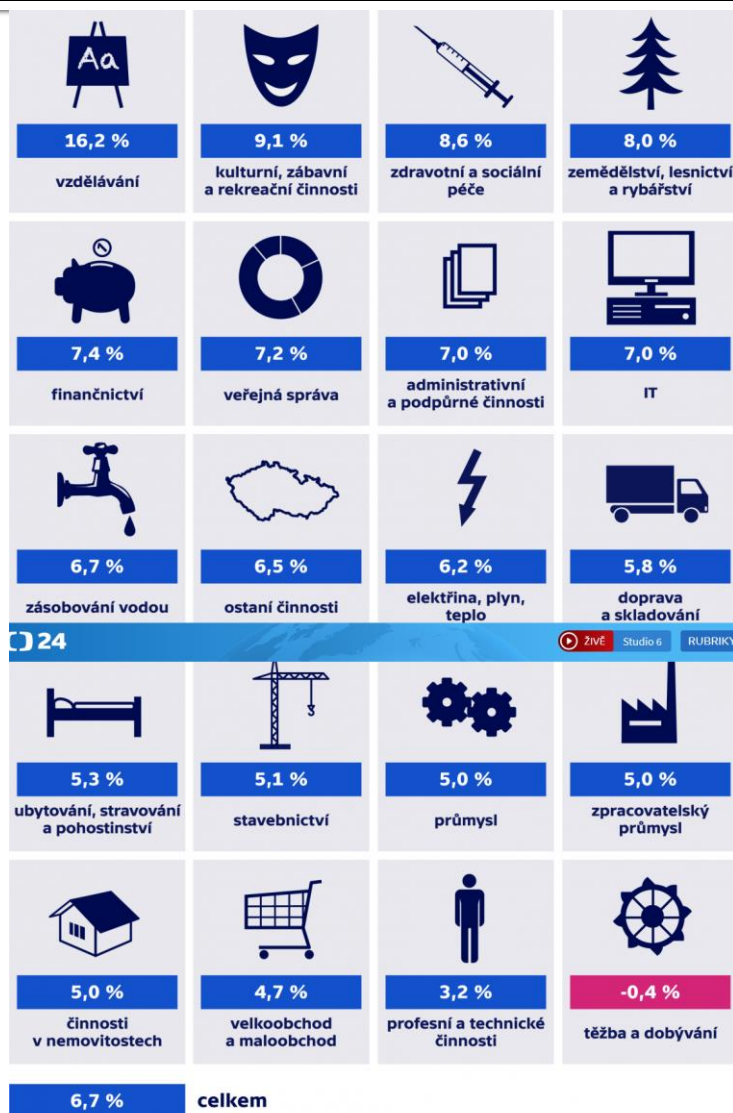 Aa
16,2 %
vzdělávání
9,1 %
kulturní, zábavní
a rekreační činnosti
8,6 %
zdravotní a sociální
péče
8,0 %
zemědělství, lesnictví
a rybářství
7,4 %
finančnictví
7,2 %
veřejná správa
7,0 %
administrativní
a podpůrné činnosti
7,0 %
IT
6,7 %
zásobování vodou
6,5 %
ostaní činnosti
6,2 %
elektřina, plyn,
teplo
5,8 %
doprava
a skladování
24
ŽIVĚ Studio 6 RUBRIKY
5,3 %
ubytování, stravování
a pohostinství
5,1 %
stavebnictví
5,0 %
průmysl
5,0 %
zpracovatelský
průmysl
5,0 %
činnosti
v nemovitostech
4,7 %
velkoobchod
a maloobchod
3,2 %
profesní a technické
činnosti
-0,4 %
těžba a dobývání
6,7 % celkem